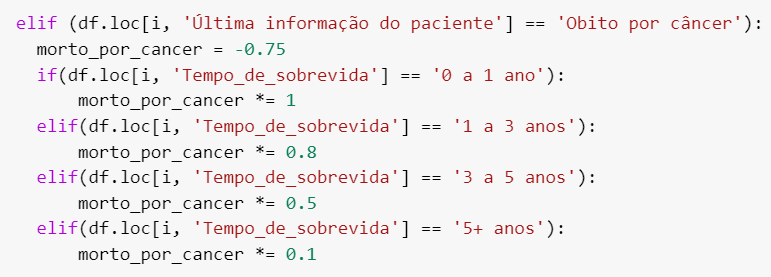 elif (df.loc[i, 'Última informação do paciente'] == 'Obito por câncer'):
  morto_por_cancer = -0.75
  if(df.loc[i, 'Tempo_de_sobrevida'] == '0 a 1 ano'):
      morto_por_cancer *= 1
  elif(df.loc[i, 'Tempo_de_sobrevida'] == '1 a 3 anos'):
      morto_por_cancer *= 0.8
  elif(df.loc[i, 'Tempo_de_sobrevida'] == '3 a 5 anos'):
      morto_por_cancer *= 0.5
  elif(df.loc[i, 'Tempo_de_sobrevida'] == '5+ anos'):
      morto_por_cancer *= 0.1